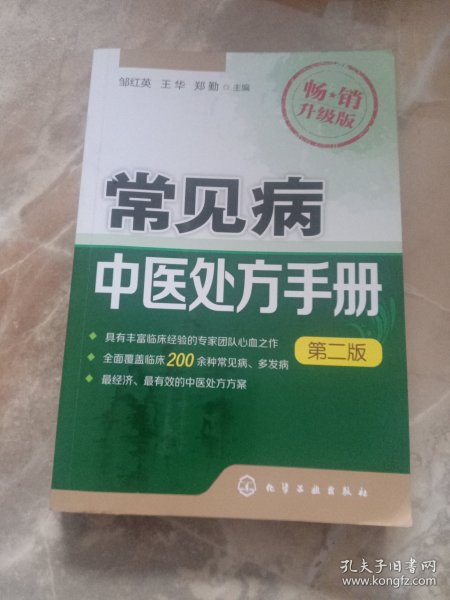 邹红英 王华 郑勤 ◎ 主编
畅★销
升级版
常见病
中医处方手册
◆ 具有丰富临床经验的专家团队心血之作
◆ 全面覆盖临床200余种常见病、多发病
◆ 最经济、最有效的中医处方方案
第二版
化学工业出版社
孔夫子旧书网
www.kongfz.com